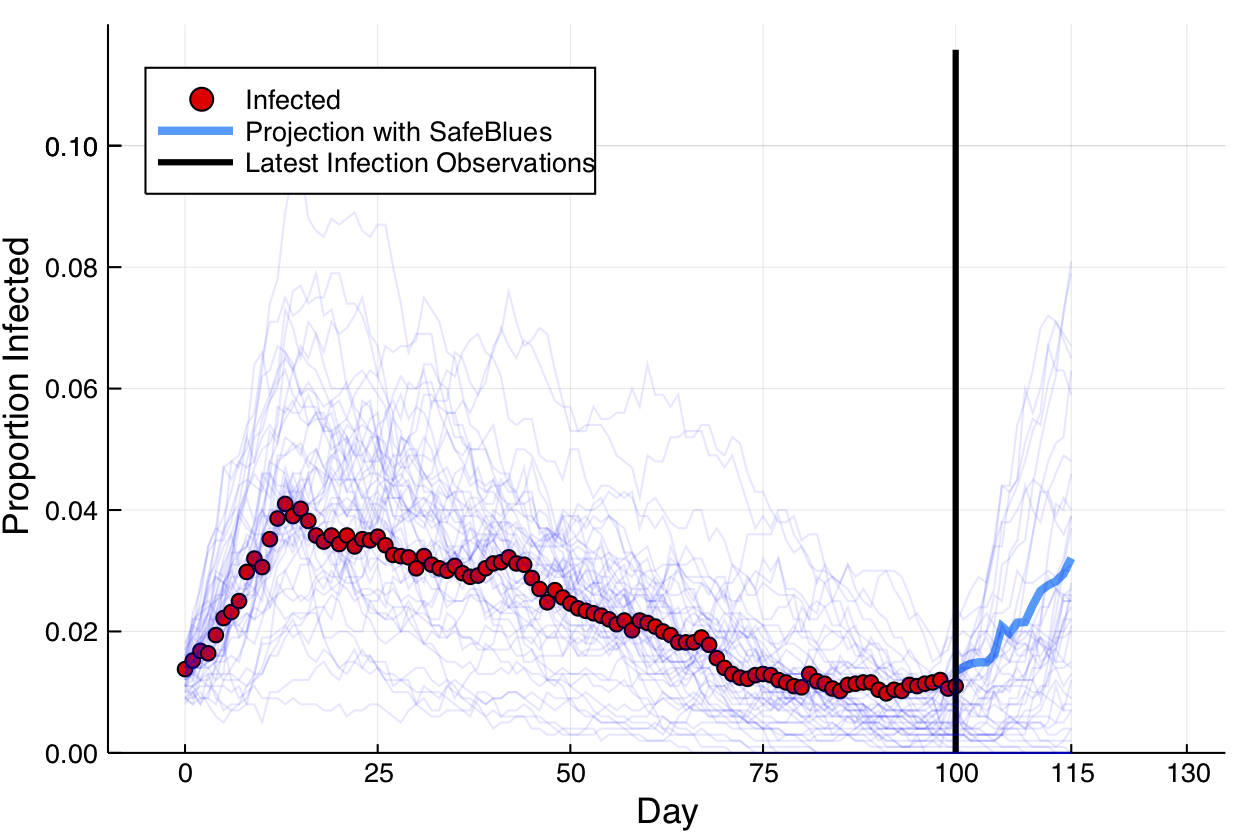 Infected
Projection with SafeBlues
Latest Infection Observations
Proportion Infected
0.10
0.08
0.06
0.04
0.02
0.00
0 25 50 75 100 115 130
Day